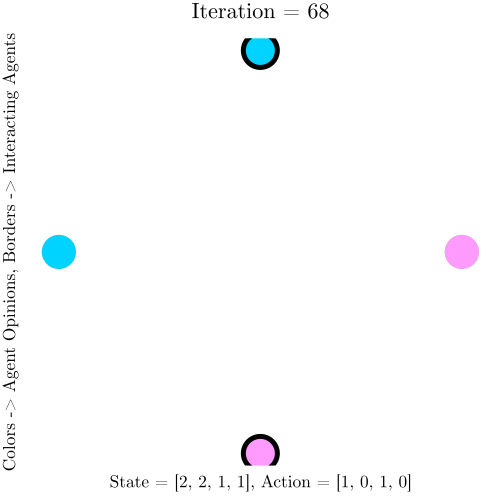 Iteration = 68
Colors -> Agent Opinions, Borders -> Interacting Agents
State = [2, 2, 1, 1], Action = [1, 0, 1, 0]